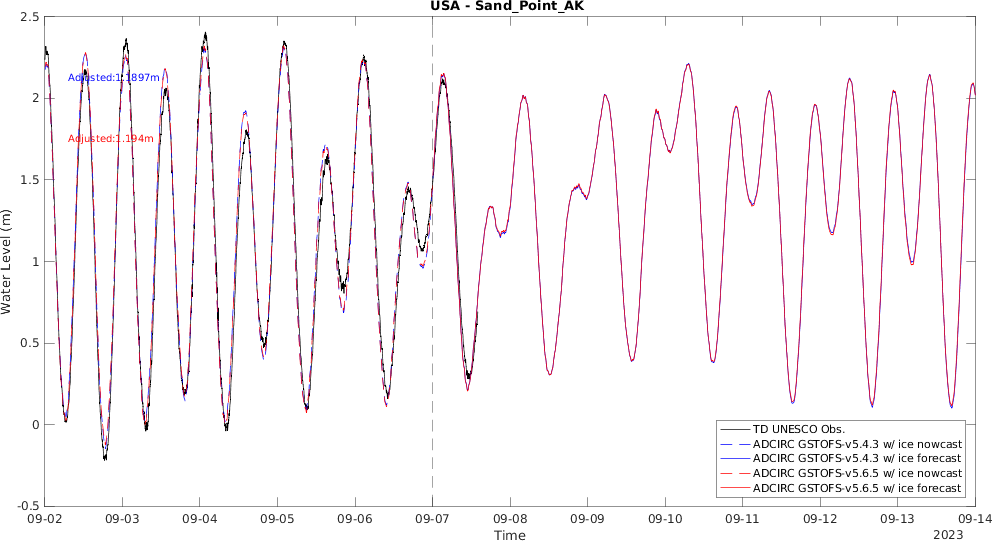 USA - Sand_Point_AK
2.5
2
1.5
1
0.5
0
-0.5
Water Level (m)
Adjusted:1.1897m
Adjusted:1.194m
TD UNESCO Obs.
ADCIRC GSTOFS-v5.4.3 w/ ice nowcast
ADCIRC GSTOFS-v5.4.3 w/ ice forecast
ADCIRC GSTOFS-v5.6.5 w/ ice nowcast
ADCIRC GSTOFS-v5.6.5 w/ ice forecast
09-02 09-03 09-04 09-05 09-06 09-07 09-08 09-09 09-10 09-11 09-12 09-13 09-14
Time
2023